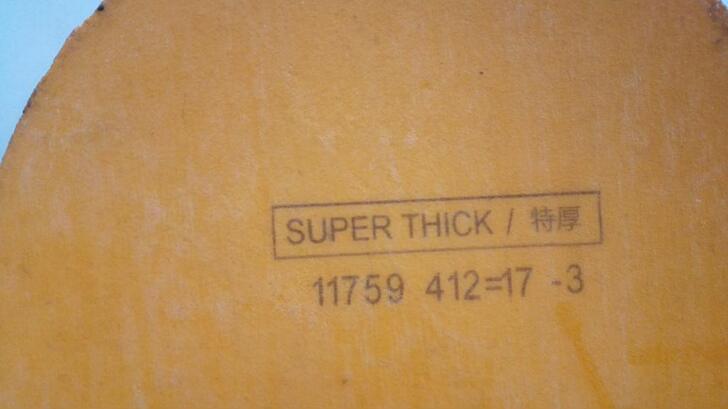 SUPER THICK / 特厚
11759 412=17 -3